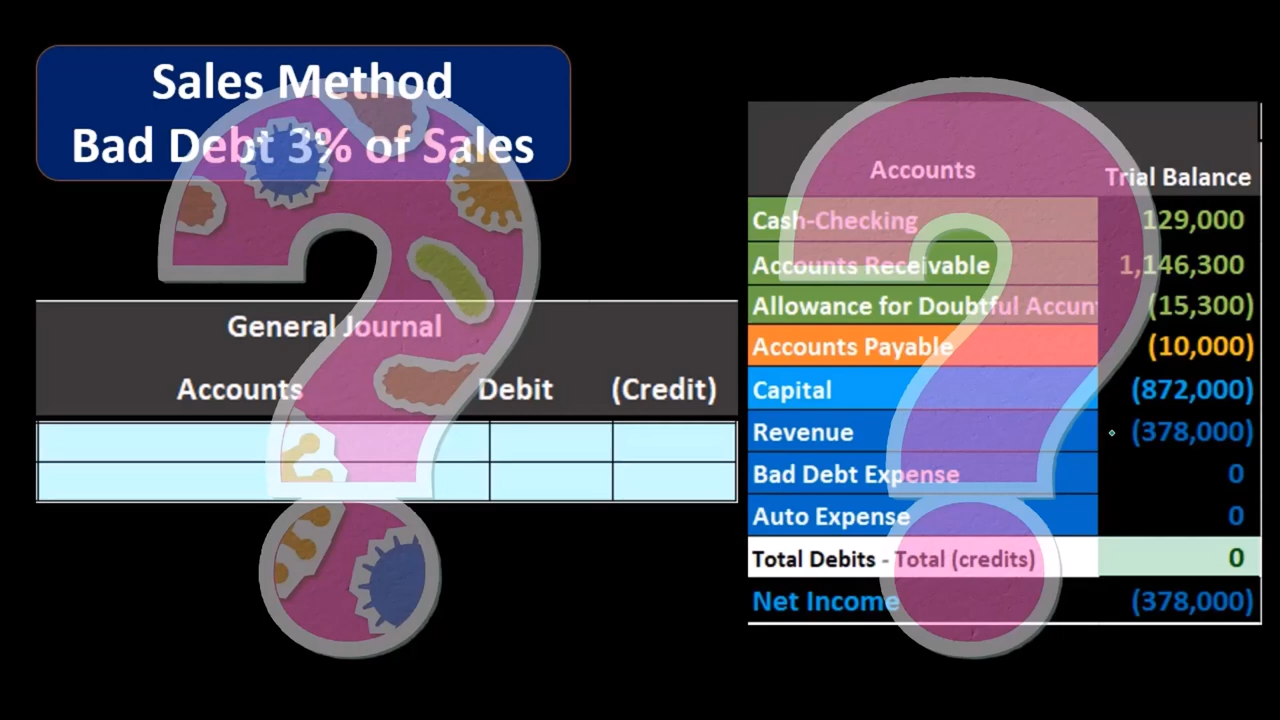 Sales Method
Bad Debt 3% of Sales
General Journal
Accounts Debit (Credit)
Accounts Trial Balance
Cash-Checking 129,000
Accounts Receivable 1,146,300
Allowance for Doubtful Accun (15,300)
Accounts Payable (10,000)
Capital (872,000)
Revenue (378,000)
Bad Debt Expense 0
Auto Expense 0
Total Debits - Total (credits) 0
Net Income (378,000)